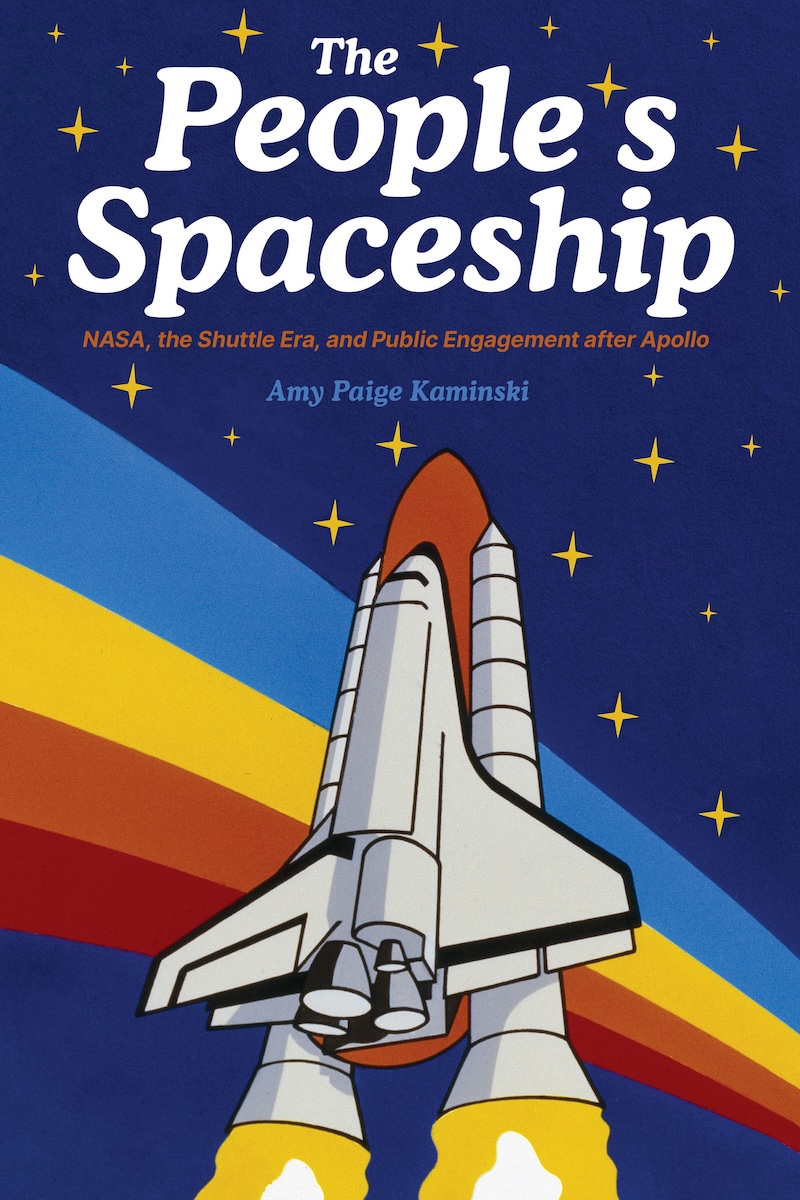 The
People's
Spaceship
NASA, the Shuttle Era, and Public Engagement after Apollo
Amy Paige Kaminski